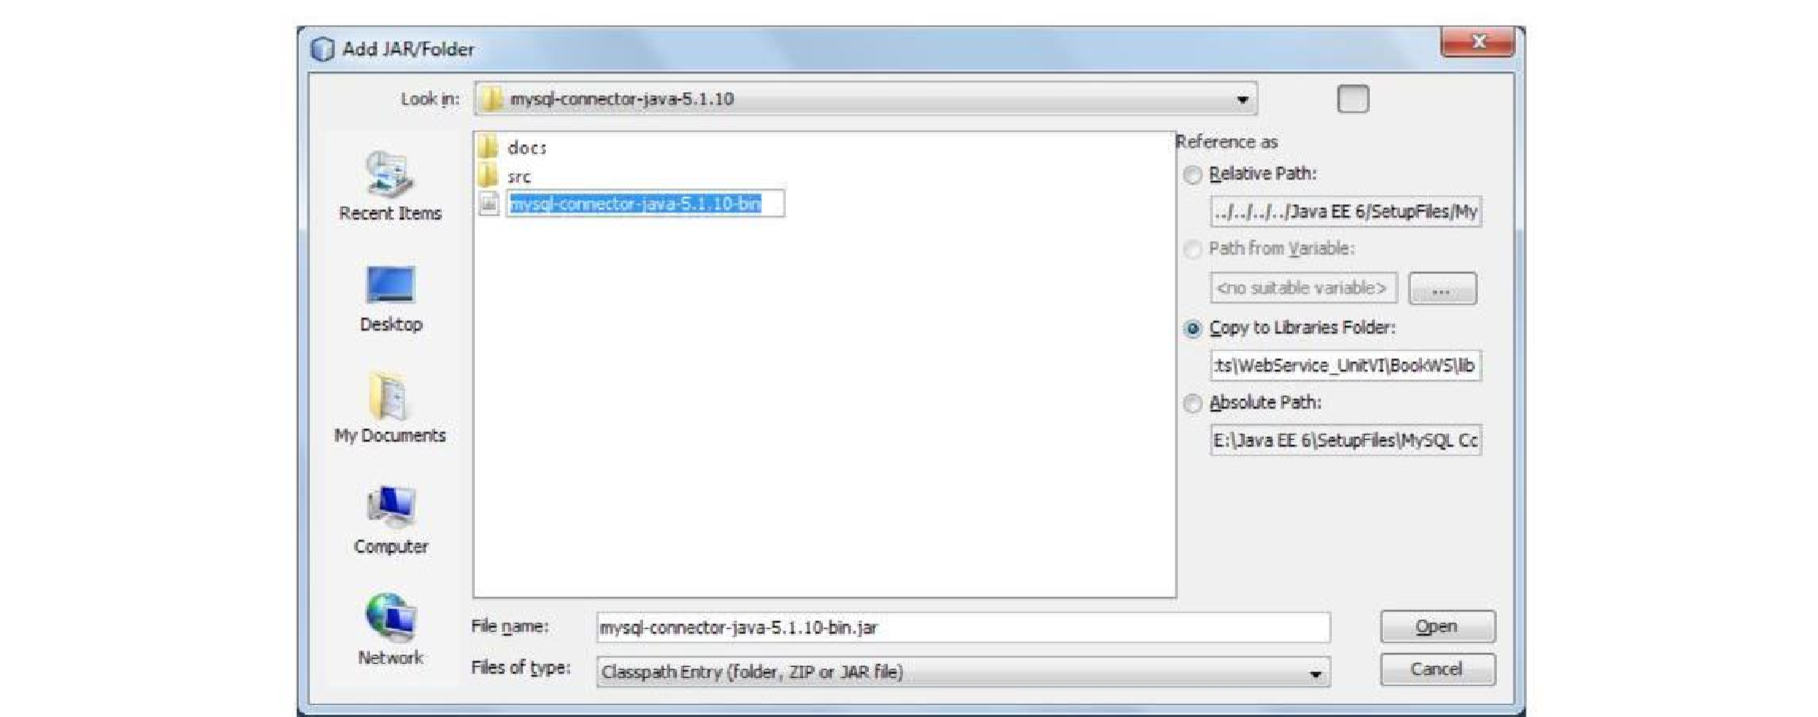 Add JAR/Folder
Look in:
mysql-connector-java-5.1.10
docs
src
mysql-connector-java-5.1.10-bin
Recent Items
Desktop
My Documents
Computer
Network
Reference as
Relative Path:
../../../../Java EE 6/SetupFiles/My
Path from Variable:
<no suitable variable>
...
Copy to Libraries Folder:
:ts\WebService_UnitVI\BookWS\lib
Absolute Path:
E:\Java EE 6\SetupFiles\MySQL Cc
File name:
mysql-connector-java-5.1.10-bin.jar
Open
Files of type:
Classpath Entry (folder, ZIP or JAR file)
Cancel